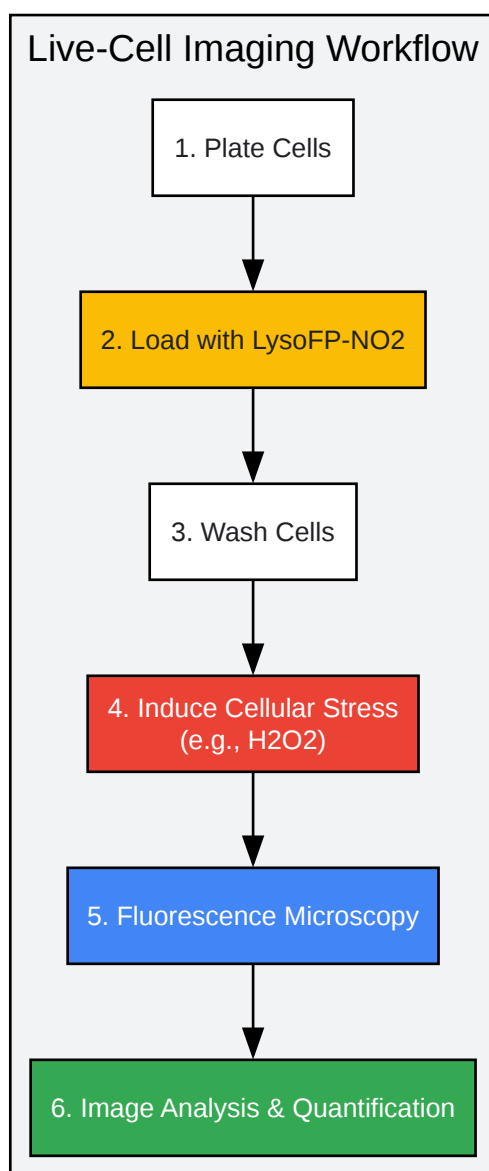 Live-Cell Imaging Workflow
1. Plate Cells
2. Load with LysoFP-NO2
3. Wash Cells
4. Induce Cellular Stress
(e.g., H2O2)
5. Fluorescence Microscopy
6. Image Analysis & Quantification